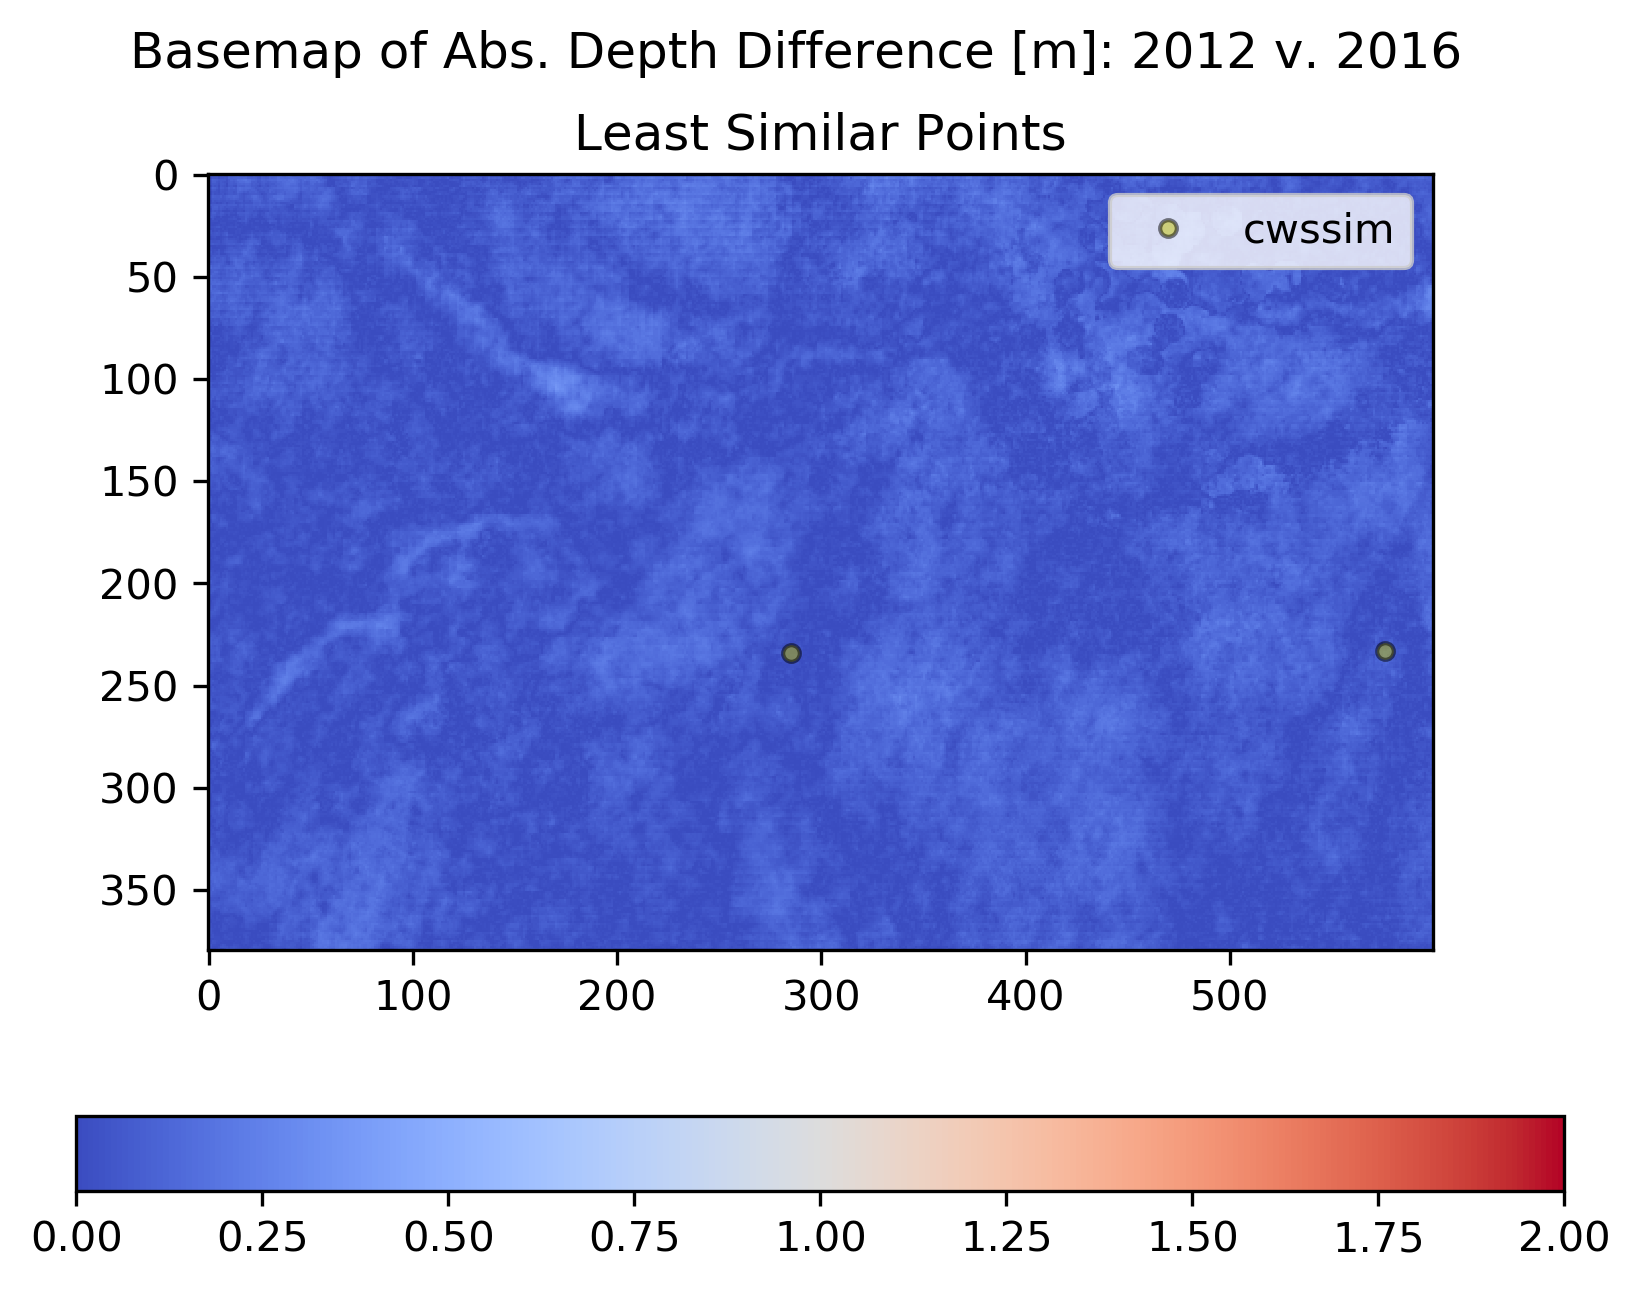 Basemap of Abs. Depth Difference [m]: 2012 v. 2016
Least Similar Points
cwssim
0
50
100
150
200
250
300
350
0 100 200 300 400 500
0.00 0.25 0.50 0.75 1.00 1.25 1.50 1.75 2.00